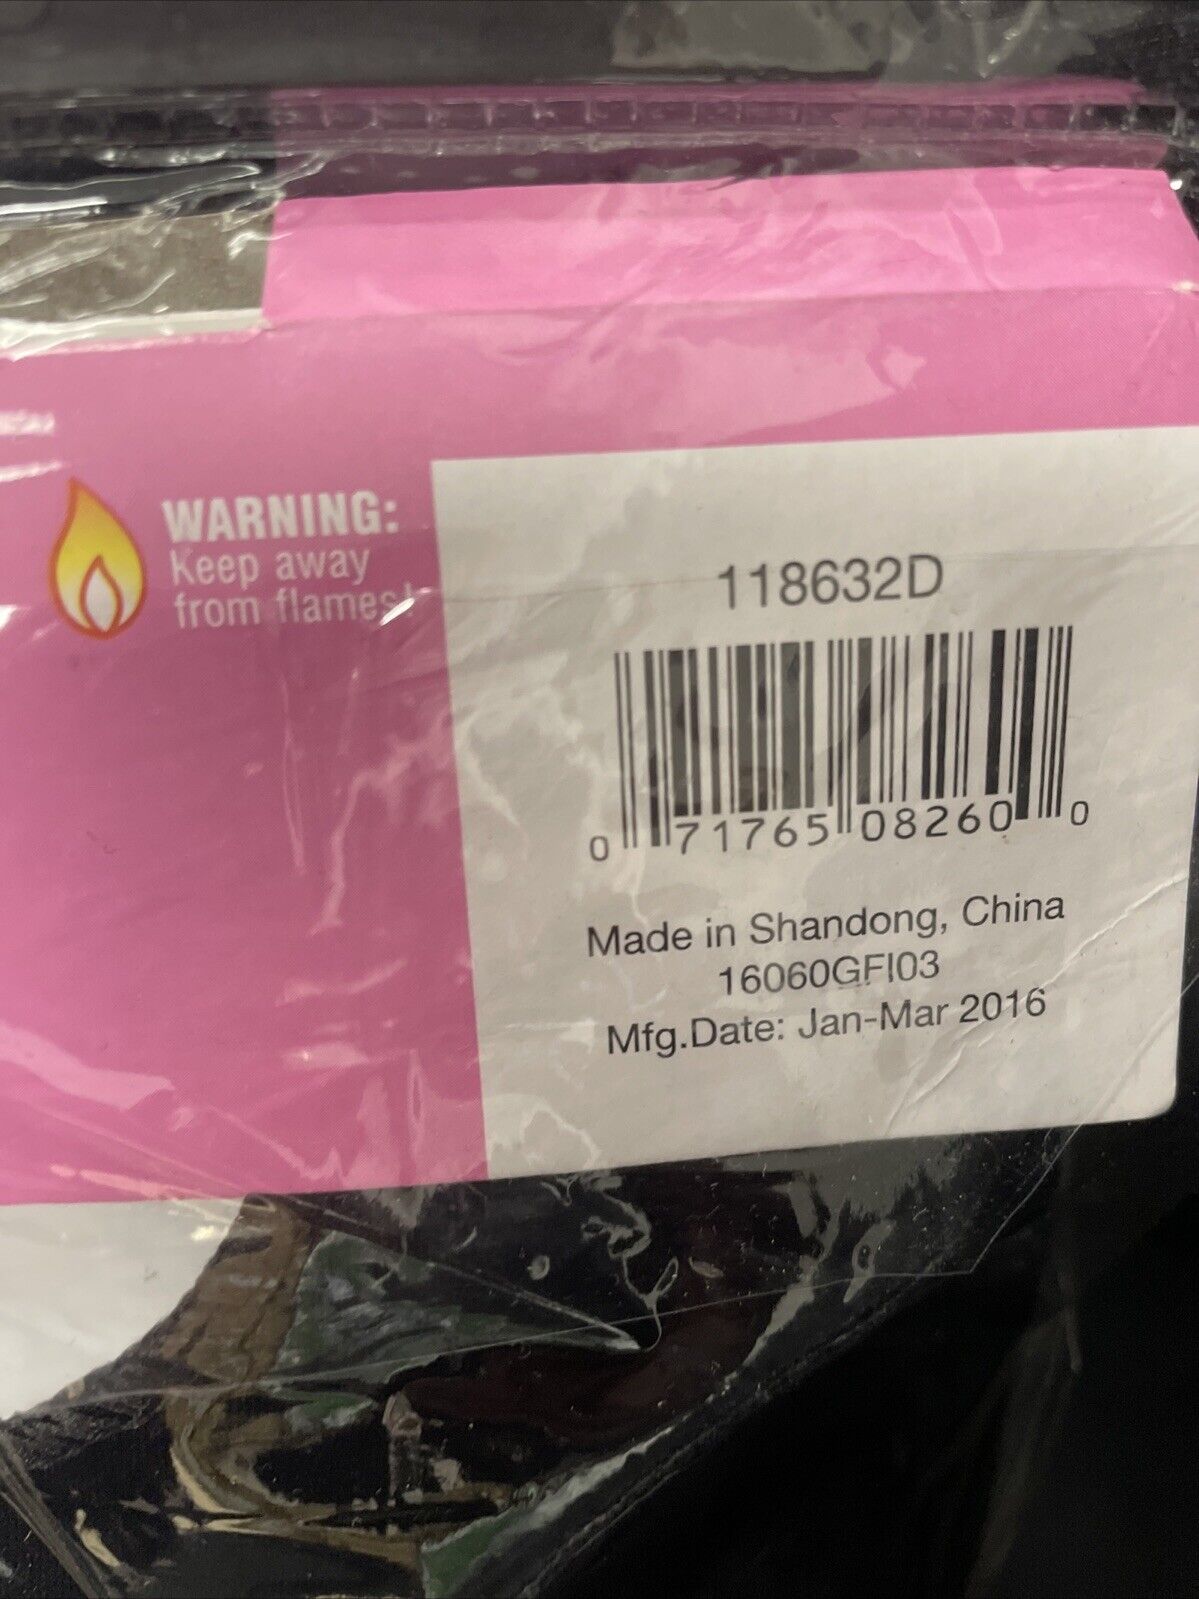 WARNING:
Keep away
from flames!
118632D
0 71765 08260 0
Made in Shandong, China
16060GFI03
Mfg.Date: Jan-Mar 2016